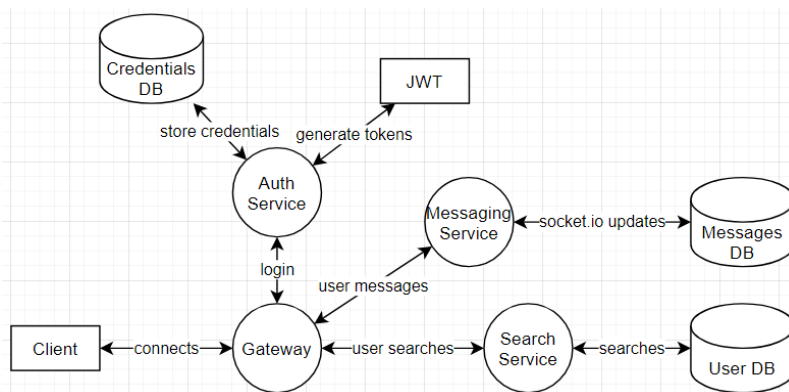 Credentials
DB
JWT
store credentials
generate tokens
Auth
Service
Messaging
Service
socket.io updates
Messages
DB
login
user messages
Client
connects
Gateway
user searches
Search
Service
searches
User DB